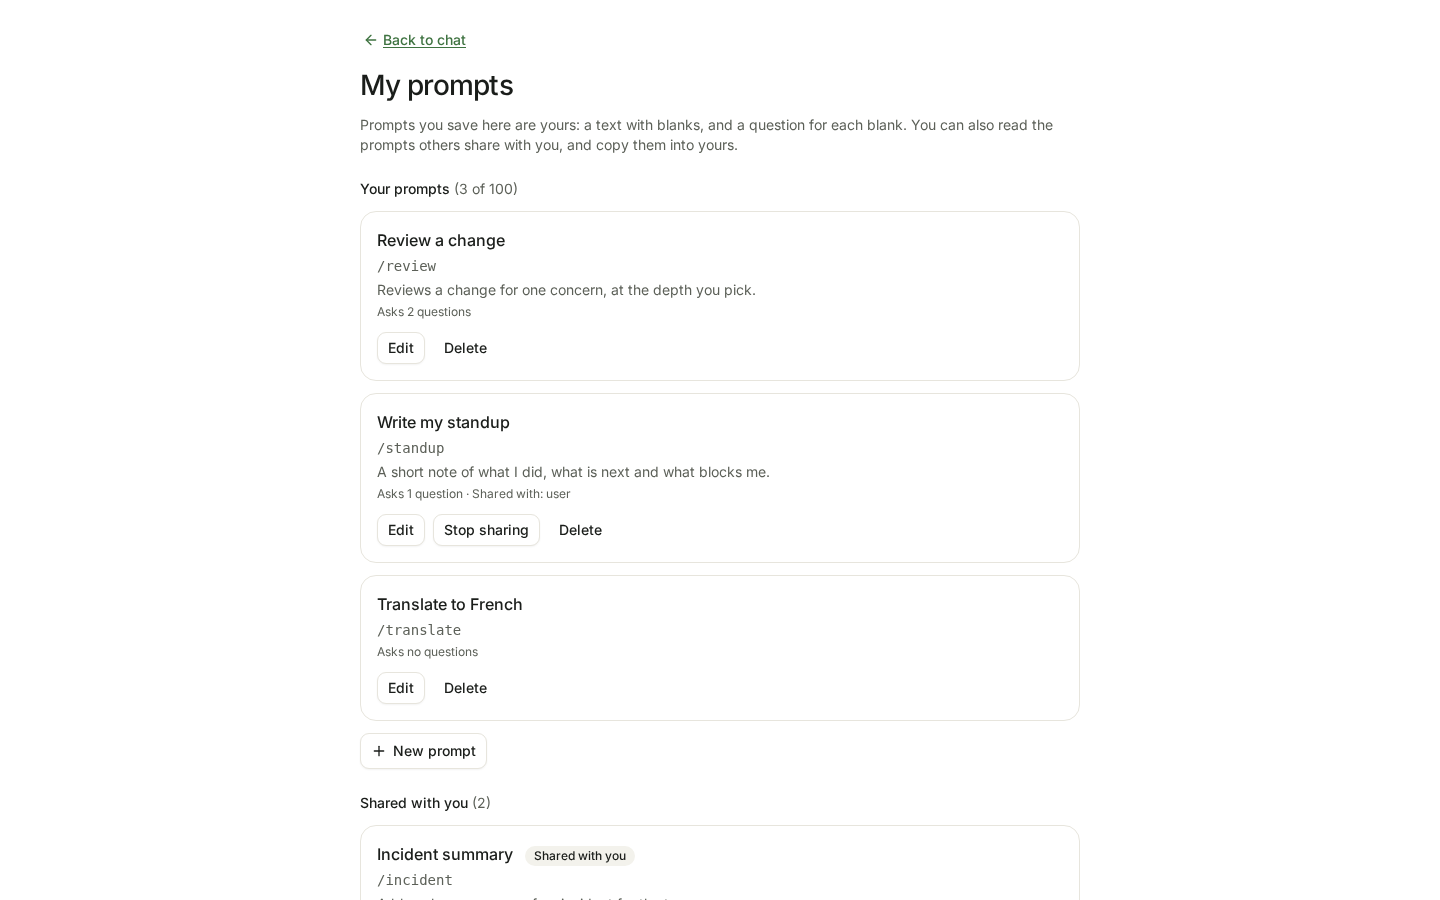 Back to chat
My prompts
Prompts you save here are yours: a text with blanks, and a question for each blank. You can also read the
prompts others share with you, and copy them into yours.
Your prompts (3 of 100)
Review a change
/review
Reviews a change for one concern, at the depth you pick.
Asks 2 questions
Edit Delete
Write my standup
/standup
A short note of what I did, what is next and what blocks me.
Asks 1 question · Shared with: user
Edit Stop sharing Delete
Translate to French
/translate
Asks no questions
Edit Delete
New prompt
Shared with you (2)
Incident summary Shared with you
/incident